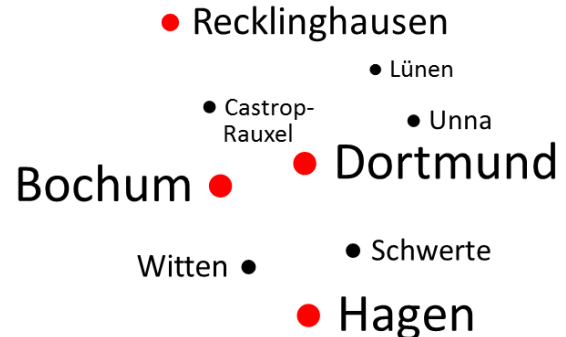 Recklinghausen
Lünen
Castrop-
Rauxel
Unna
Dortmund
Bochum
Schwerte
Witten
Hagen